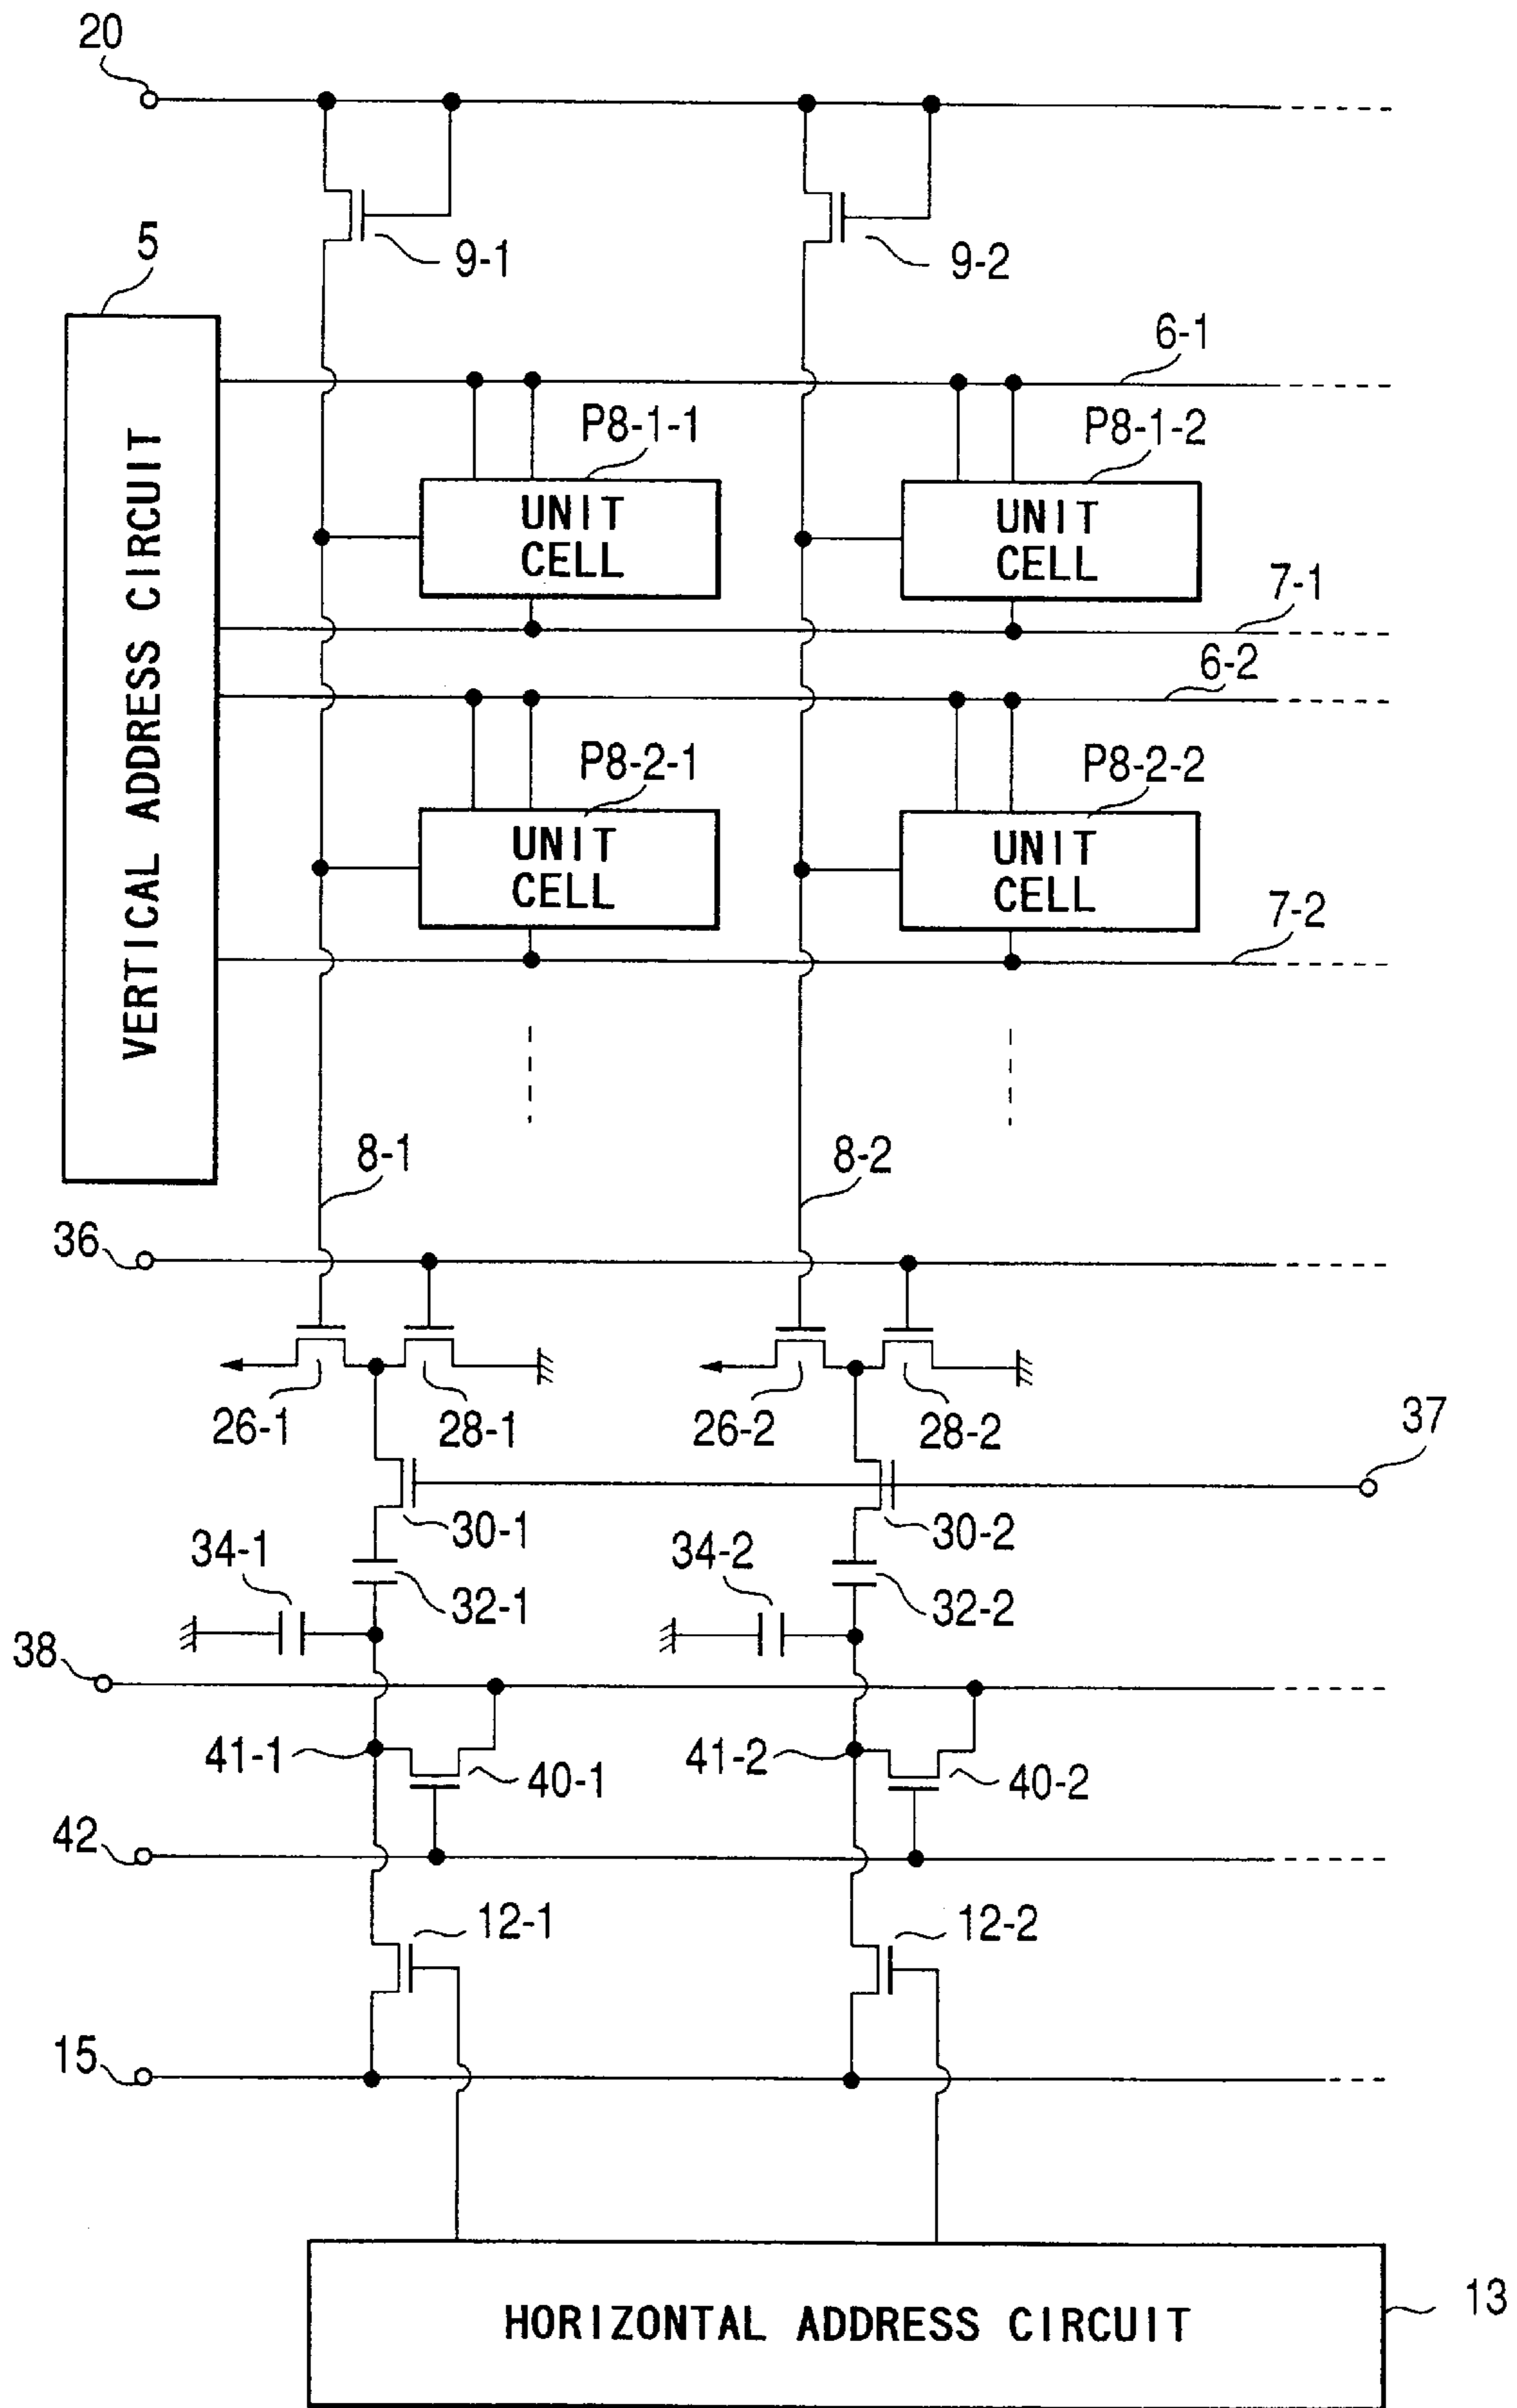 20
9-1
9-2
5
VERTICAL ADDRESS CIRCUIT
6-1
P8-1-1
P8-1-2
UNIT
CELL
UNIT
CELL
7-1
6-2
P8-2-1
P8-2-2
UNIT
CELL
UNIT
CELL
7-2
8-1
8-2
36
26-1
28-1
26-2
28-2
37
30-1
30-2
34-1
34-2
32-1
32-2
38
41-1
40-1
41-2
40-2
42
12-1
12-2
15
HORIZONTAL ADDRESS CIRCUIT
13